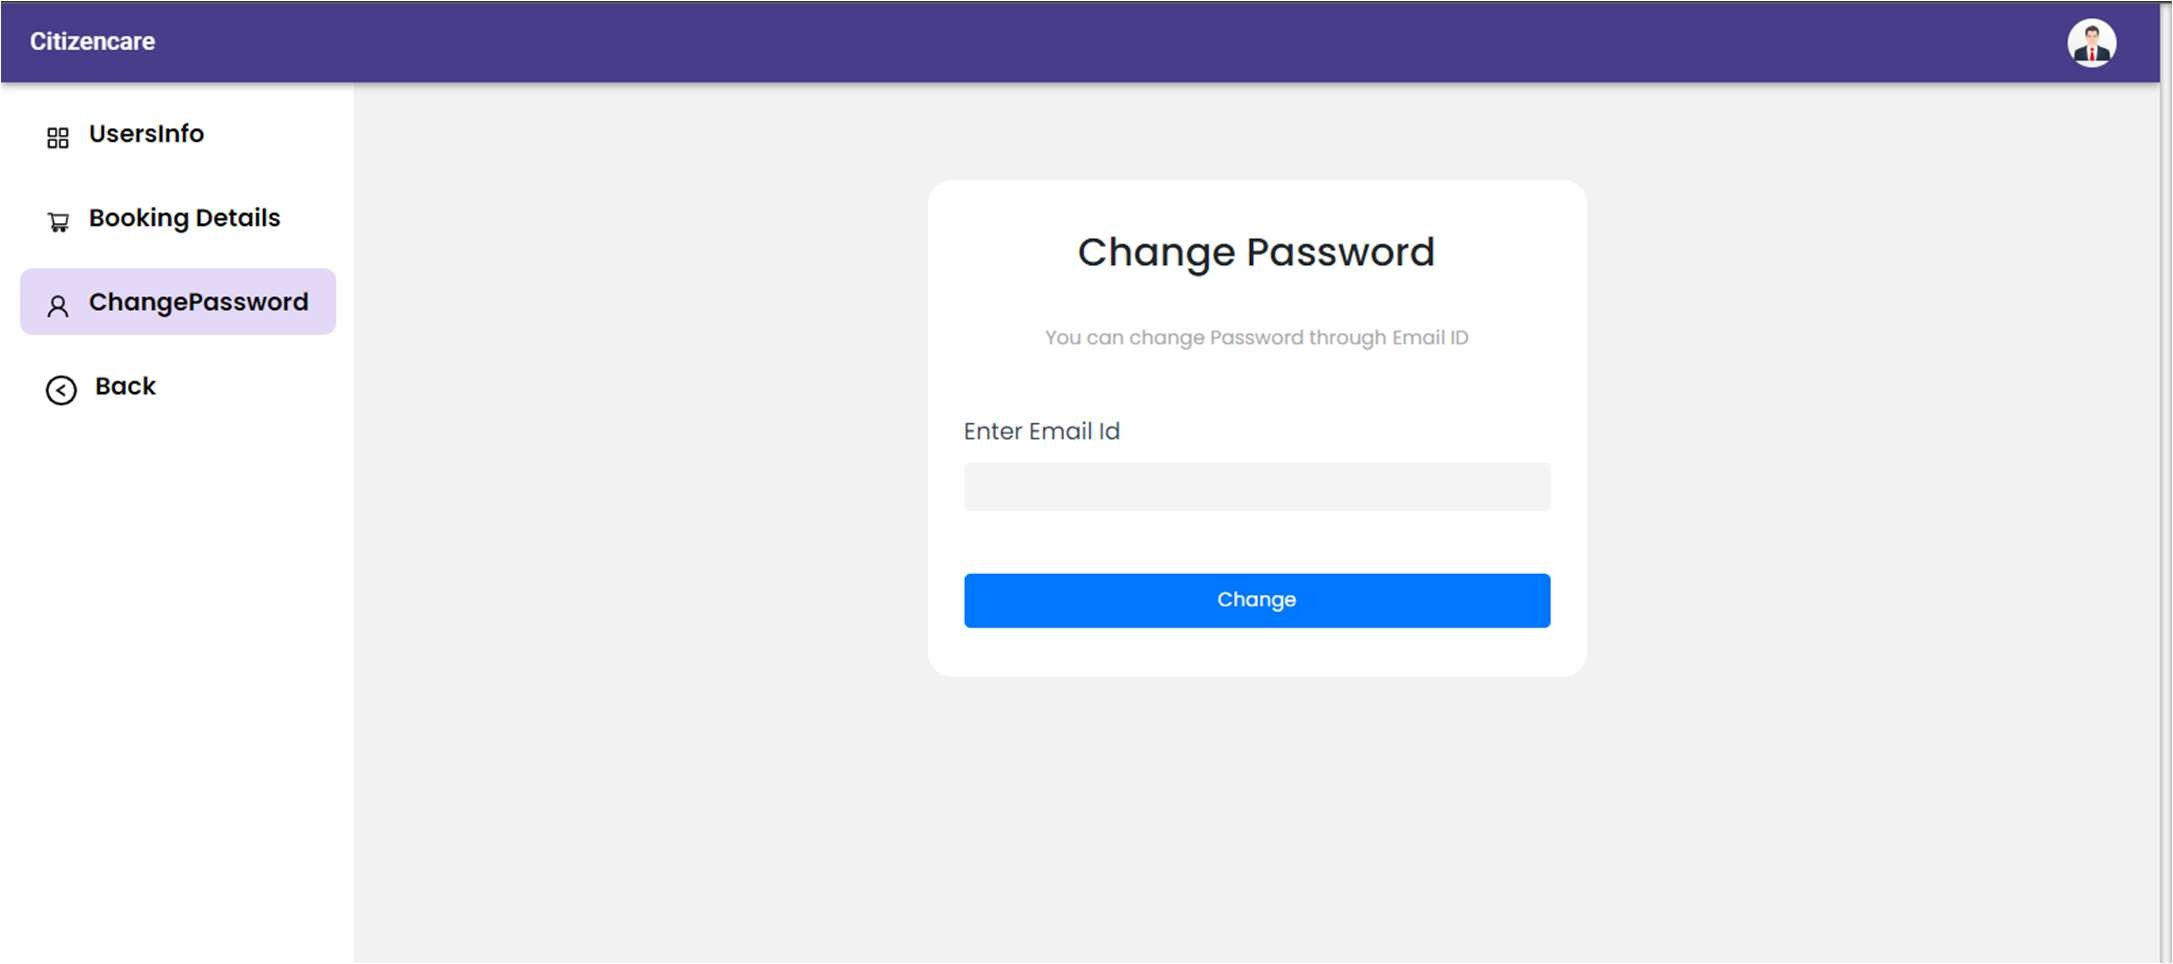 Citizencare
UsersInfo
Booking Details
ChangePassword
Back
Change Password
You can change Password through Email ID
Enter Email Id
Change